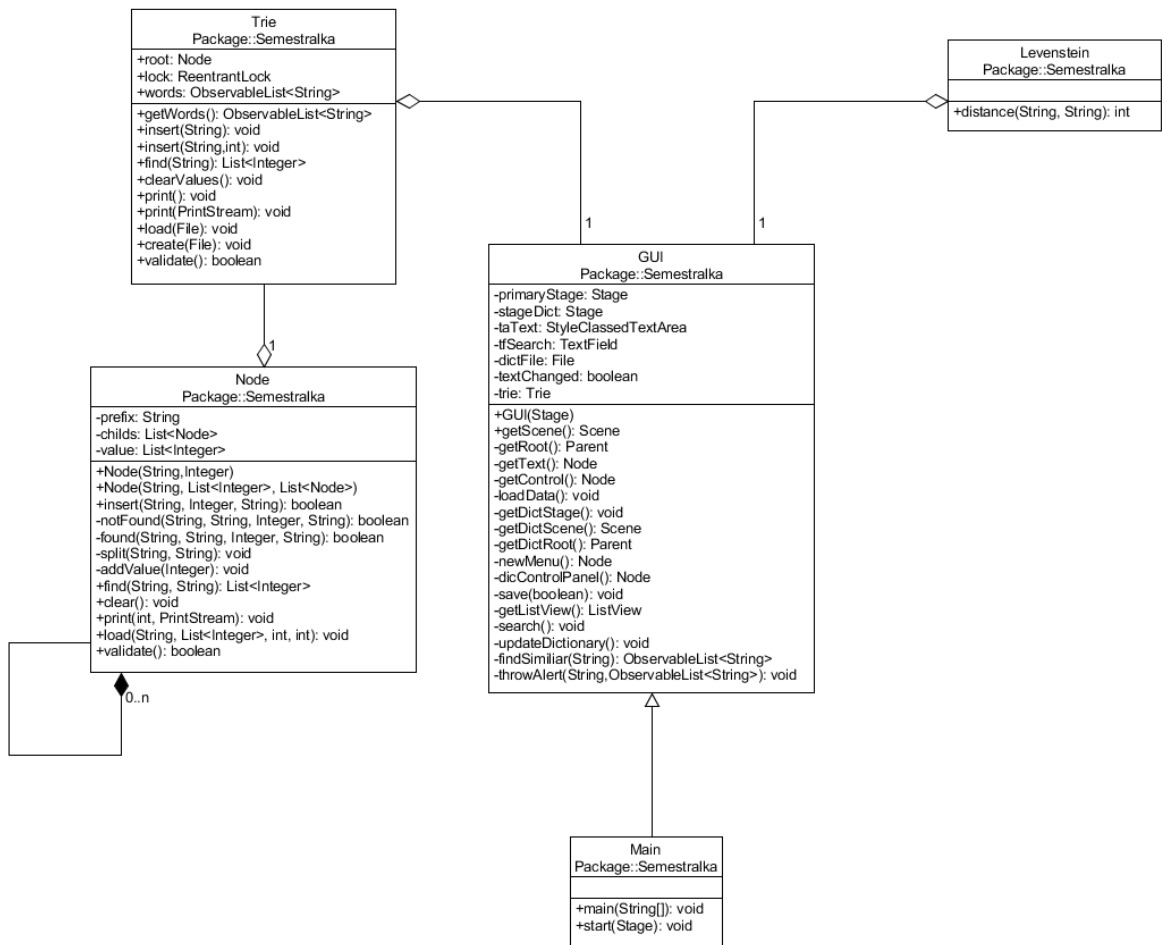 Trie
Package::Semestralka
+root: Node
+lock: ReentrantLock
+words: ObservableList<String>
+getWords(): ObservableList<String>
+insert(String): void
+insert(String,int): void
+find(String): List<Integer>
+clearValues(): void
+print(): void
+print(PrintStream): void
+load(File): void
+create(File): void
+validate(): boolean
Levenstein
Package::Semestralka
+distance(String, String): int
1
1
GUI
Package::Semestralka
-primaryStage: Stage
-stageDict: Stage
-taText: StyleClassedTextArea
-tfSearch: TextField
-dictFile: File
-textChanged: boolean
-trie: Trie
+GUI(Stage)
+getScene(): Scene
-getRoot(): Parent
-getText(): Node
-getControl(): Node
-loadData(): void
-getDictStage(): void
-getDictScene(): Scene
-getDictRoot(): Parent
-newMenu(): Node
-dicControlPanel(): Node
-save(boolean): void
-getListView(): ListView
-search(): void
-updateDictionary(): void
-findSimiliar(String): ObservableList<String>
-throwAlert(String,ObservableList<String>): void
1
Node
Package::Semestralka
-prefix: String
-childs: List<Node>
-value: List<Integer>
+Node(String,Integer)
+Node(String, List<Integer>, List<Node>)
+insert(String, Integer, String): boolean
-notFound(String, String, Integer, String): boolean
-found(String, String, Integer, String): boolean
-split(String, String): void
-addValue(Integer): void
+find(String, String): List<Integer>
+clear(): void
+print(int, PrintStream): void
+load(String, List<Integer>, int, int): void
+validate(): boolean
0..n
Main
Package::Semestralka
+main(String[]): void
+start(Stage): void